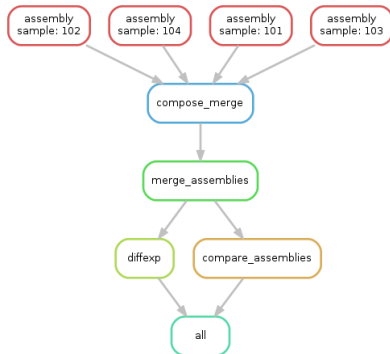 assembly
sample: 102
assembly
sample: 104
assembly
sample: 101
assembly
sample: 103
compose_merge
merge_assemblies
diffexp
compare_assemblies
all